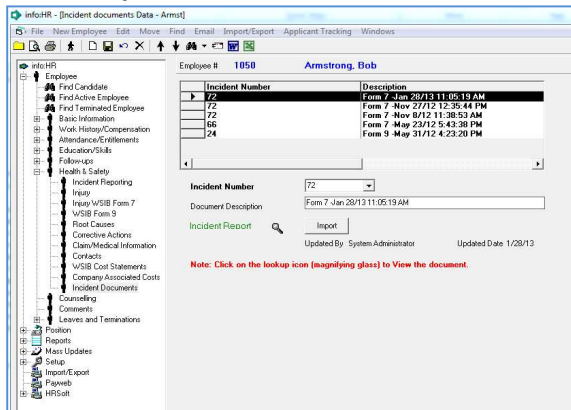 info:HR - [Incident documents Data - Armst]
File New Employee Edit Move Find Email Import/Export Applicant Tracking Windows
info:HR
Employee
Find Candidate
Find Active Employee
Find Terminated Employee
Basic Information
Work History/Compensation
Attendance/Entitlements
Education/Skills
Follow-ups
Health & Safety
Incident Reporting
Injury
Injury WSIB Form 7
WSIB Form 9
Root Causes
Corrective Actions
Claim/Medical Information
Contacts
WSIB Cost Statements
Company Associated Costs
Incident Documents
Counselling
Comments
Leaves and Terminations
Position
Reports
Mass Updates
Setup
Import/Export
Payweb
HRSoft
Employee # 1050 Armstrong, Bob
Incident Number Description
72 Form 7 -Jan 28/13 11:05:19 AM
72 Form 7 -Nov 27/12 12:35:44 PM
72 Form 7 -Nov 8/12 11:38:53 AM
66 Form 7 -May 23/12 5:43:38 PM
24 Form 9 -May 31/12 4:23:20 PM
Incident Number 72
Document Description Form 7 -Jan 28/13 11:05:19 AM
Incident Report Import
Updated By System Administrator Updated Date 1/28/13
Note: Click on the lookup icon (magnifying glass) to View the document.